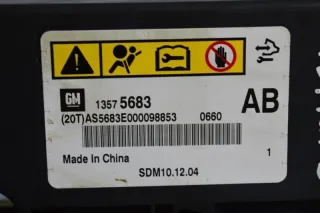 GM
1357 5683
AB
(20T)AS5683E000098853 0660
Made in China
1
SDM10.12.04